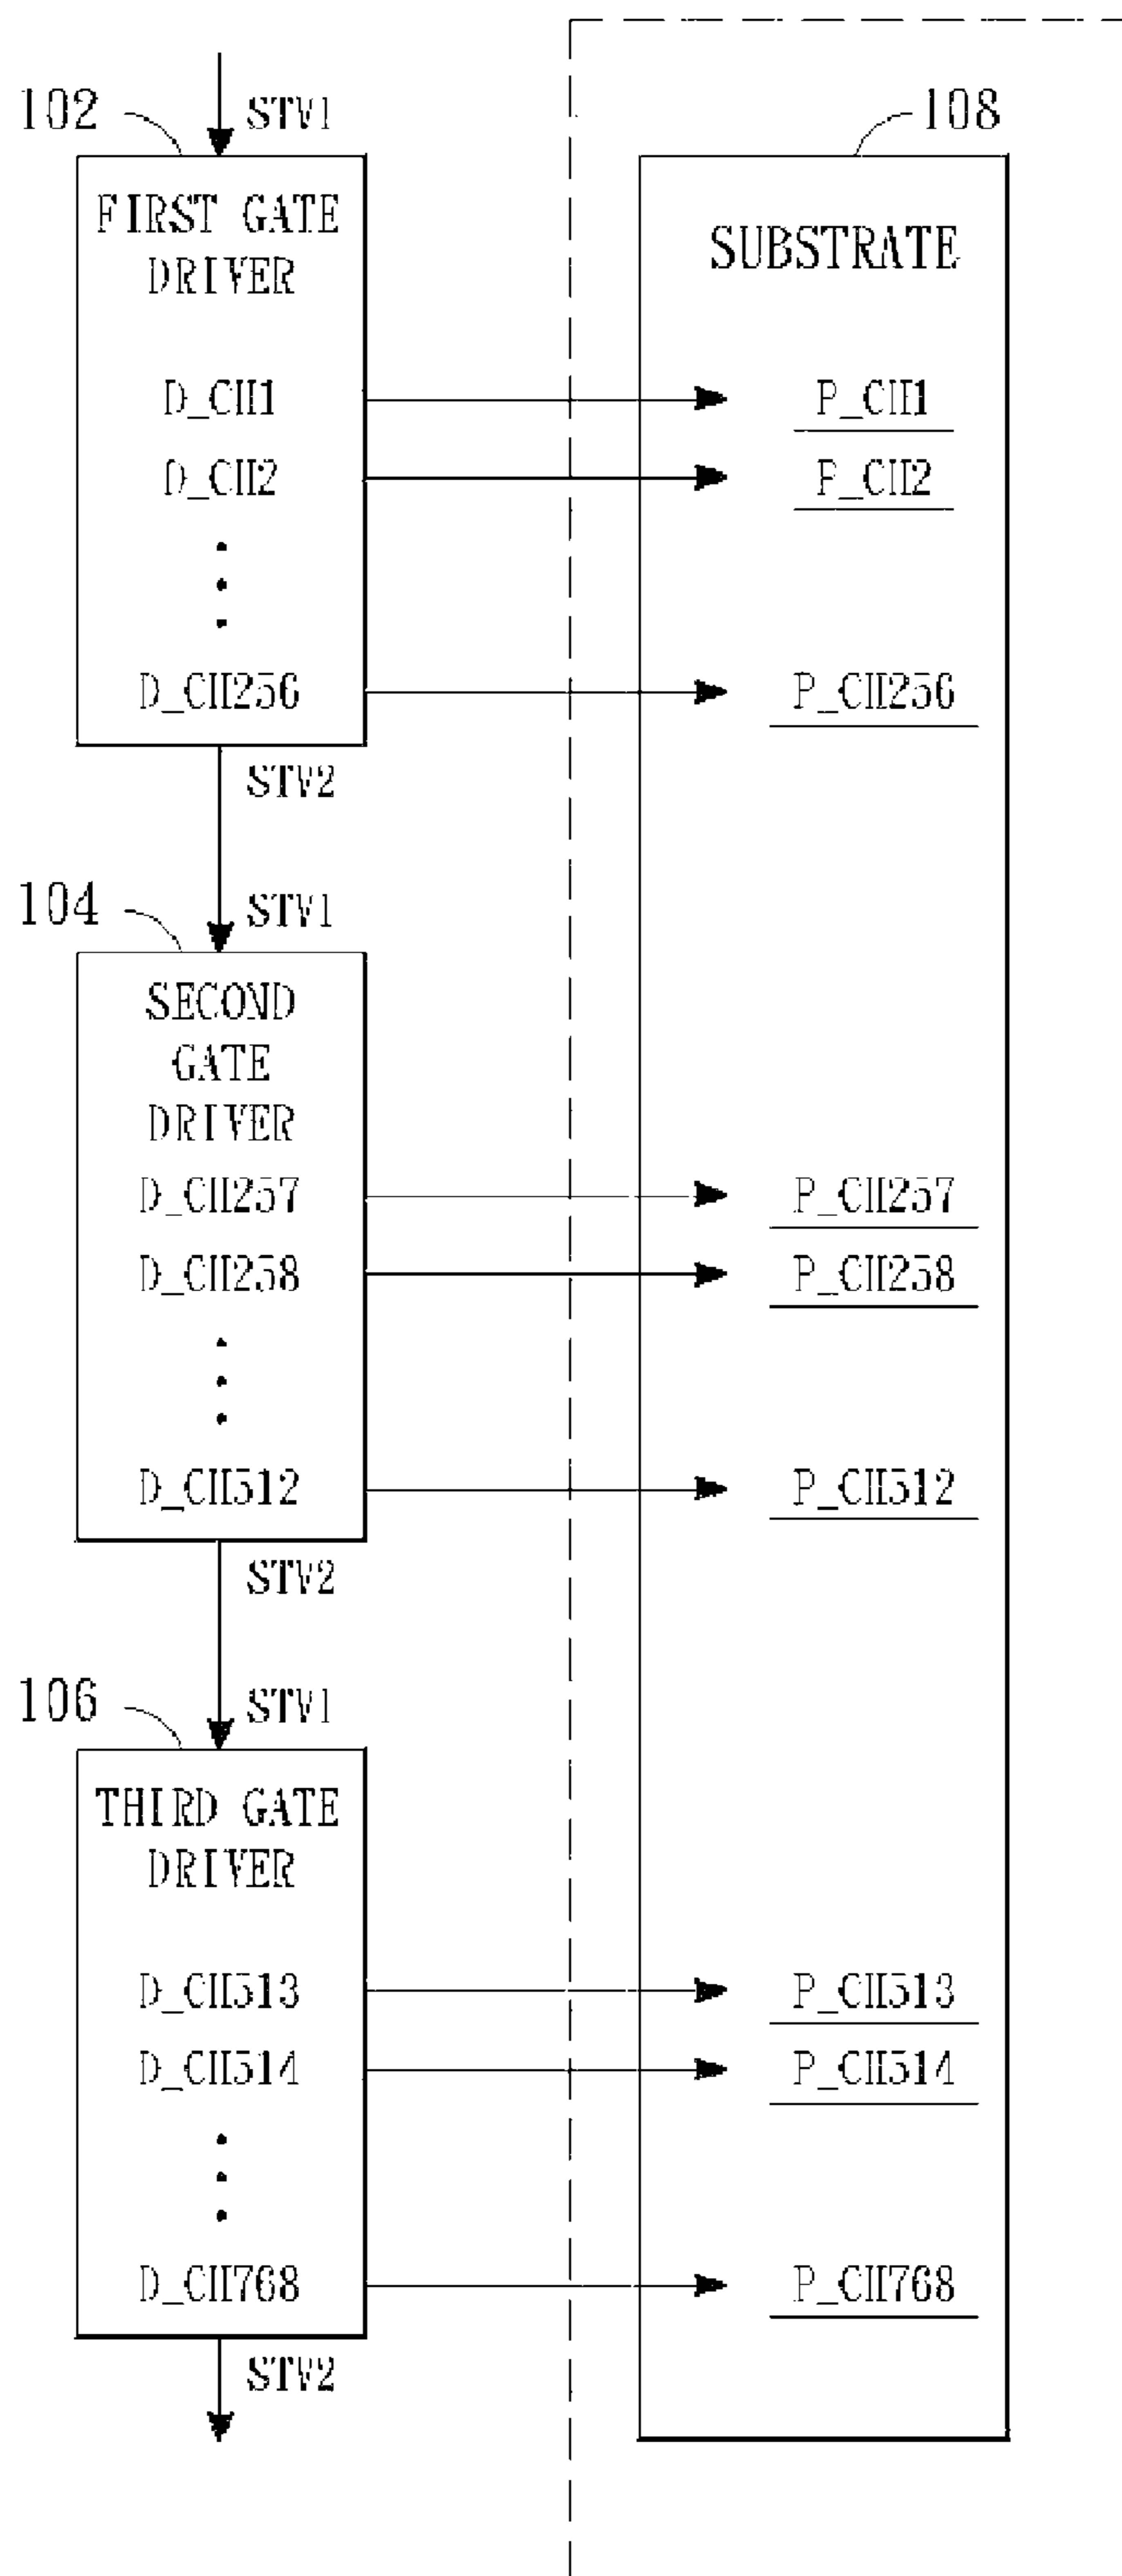 STV1
102
108
FIRST GATE
DRIVER
SUBSTRATE
D_CH1
P_CH1
D_CH2
P_CH2
D_CH256
P_CH256
STV2
104
STV1
SECOND
GATE
DRIVER
D_CH257
P_CH257
D_CH258
P_CH258
D_CH512
P_CH512
STV2
106
STV1
THIRD GATE
DRIVER
D_CH513
P_CH513
D_CH514
P_CH514
D_CH768
P_CH768
STV2